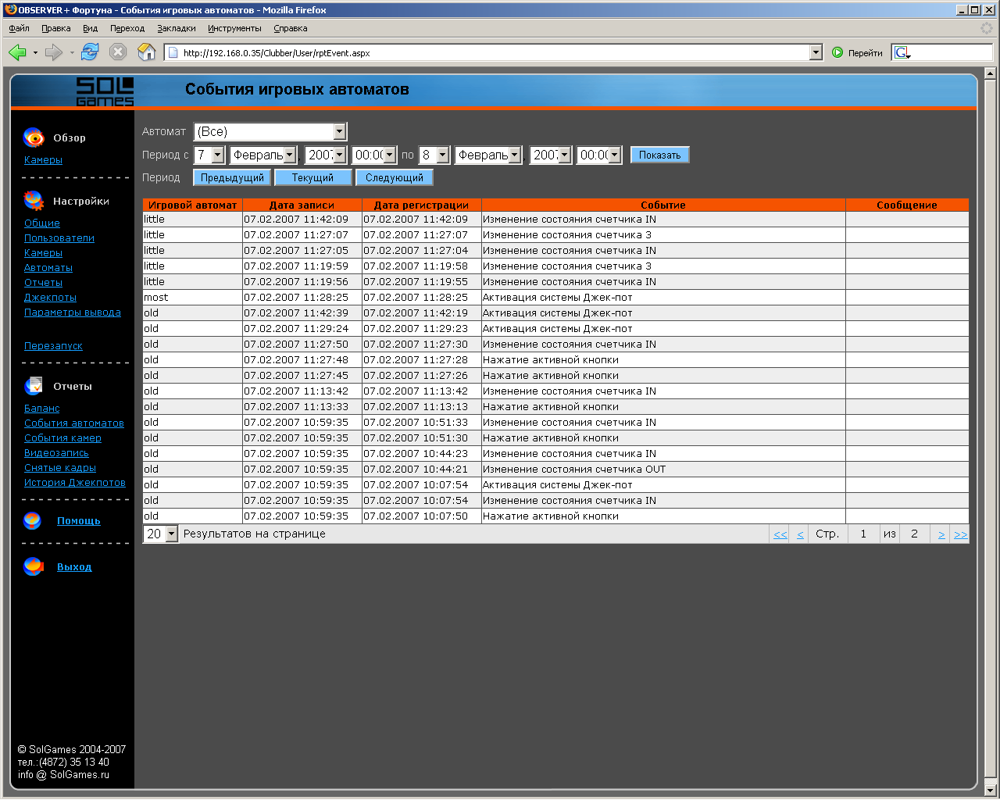 OBSERVER+ Фортуна - События игровых автоматов - Mozilla Firefox
Файл Правка Вид Переход Закладки Инструменты Справка
http://192.168.0.35/Clubber/User/rptEvent.aspx Перейти G
SOL
GAMES
События игровых автоматов
Обзор
Камеры
Настройки
Общие
Пользователи
Камеры
Автоматы
Отчеты
Джекпоты
Параметры вывода
Перезапуск
Отчеты
Баланс
События автоматов
События камер
Видеозапись
Снятые кадры
История Джекпотов
Помощь
Выход
© SolGames 2004-2007
тел.:(4872) 35 13 40
info @ SolGames.ru
Автомат (Все)
Период с 7 Февраль , 2007 00:00 по 8 Февраль , 2007 00:00 Показать
Период Предыдущий Текущий Следующий
Игровой автомат Дата записи Дата регистрации Событие Сообщение
little 07.02.2007 11:42:09 07.02.2007 11:42:09 Изменение состояния счетчика IN
little 07.02.2007 11:27:07 07.02.2007 11:27:07 Изменение состояния счетчика 3
little 07.02.2007 11:27:05 07.02.2007 11:27:04 Изменение состояния счетчика IN
little 07.02.2007 11:19:59 07.02.2007 11:19:58 Изменение состояния счетчика 3
little 07.02.2007 11:19:56 07.02.2007 11:19:55 Изменение состояния счетчика IN
most 07.02.2007 11:28:25 07.02.2007 11:28:25 Активация системы Джек-пот
old 07.02.2007 11:42:39 07.02.2007 11:42:19 Активация системы Джек-пот
old 07.02.2007 11:29:24 07.02.2007 11:29:23 Активация системы Джек-пот
old 07.02.2007 11:27:50 07.02.2007 11:27:30 Изменение состояния счетчика IN
old 07.02.2007 11:27:48 07.02.2007 11:27:28 Нажатие активной кнопки
old 07.02.2007 11:27:45 07.02.2007 11:27:26 Нажатие активной кнопки
old 07.02.2007 11:13:42 07.02.2007 11:13:42 Изменение состояния счетчика IN
old 07.02.2007 11:13:33 07.02.2007 11:13:13 Нажатие активной кнопки
old 07.02.2007 10:59:35 07.02.2007 10:51:33 Изменение состояния счетчика IN
old 07.02.2007 10:59:35 07.02.2007 10:51:30 Нажатие активной кнопки
old 07.02.2007 10:59:35 07.02.2007 10:44:23 Изменение состояния счетчика IN
old 07.02.2007 10:59:35 07.02.2007 10:44:21 Изменение состояния счетчика OUT
old 07.02.2007 10:59:35 07.02.2007 10:07:54 Активация системы Джек-пот
old 07.02.2007 10:59:35 07.02.2007 10:07:54 Изменение состояния счетчика IN
old 07.02.2007 10:59:35 07.02.2007 10:07:50 Нажатие активной кнопки
20 Результатов на странице << < Стр. 1 из 2 > >>